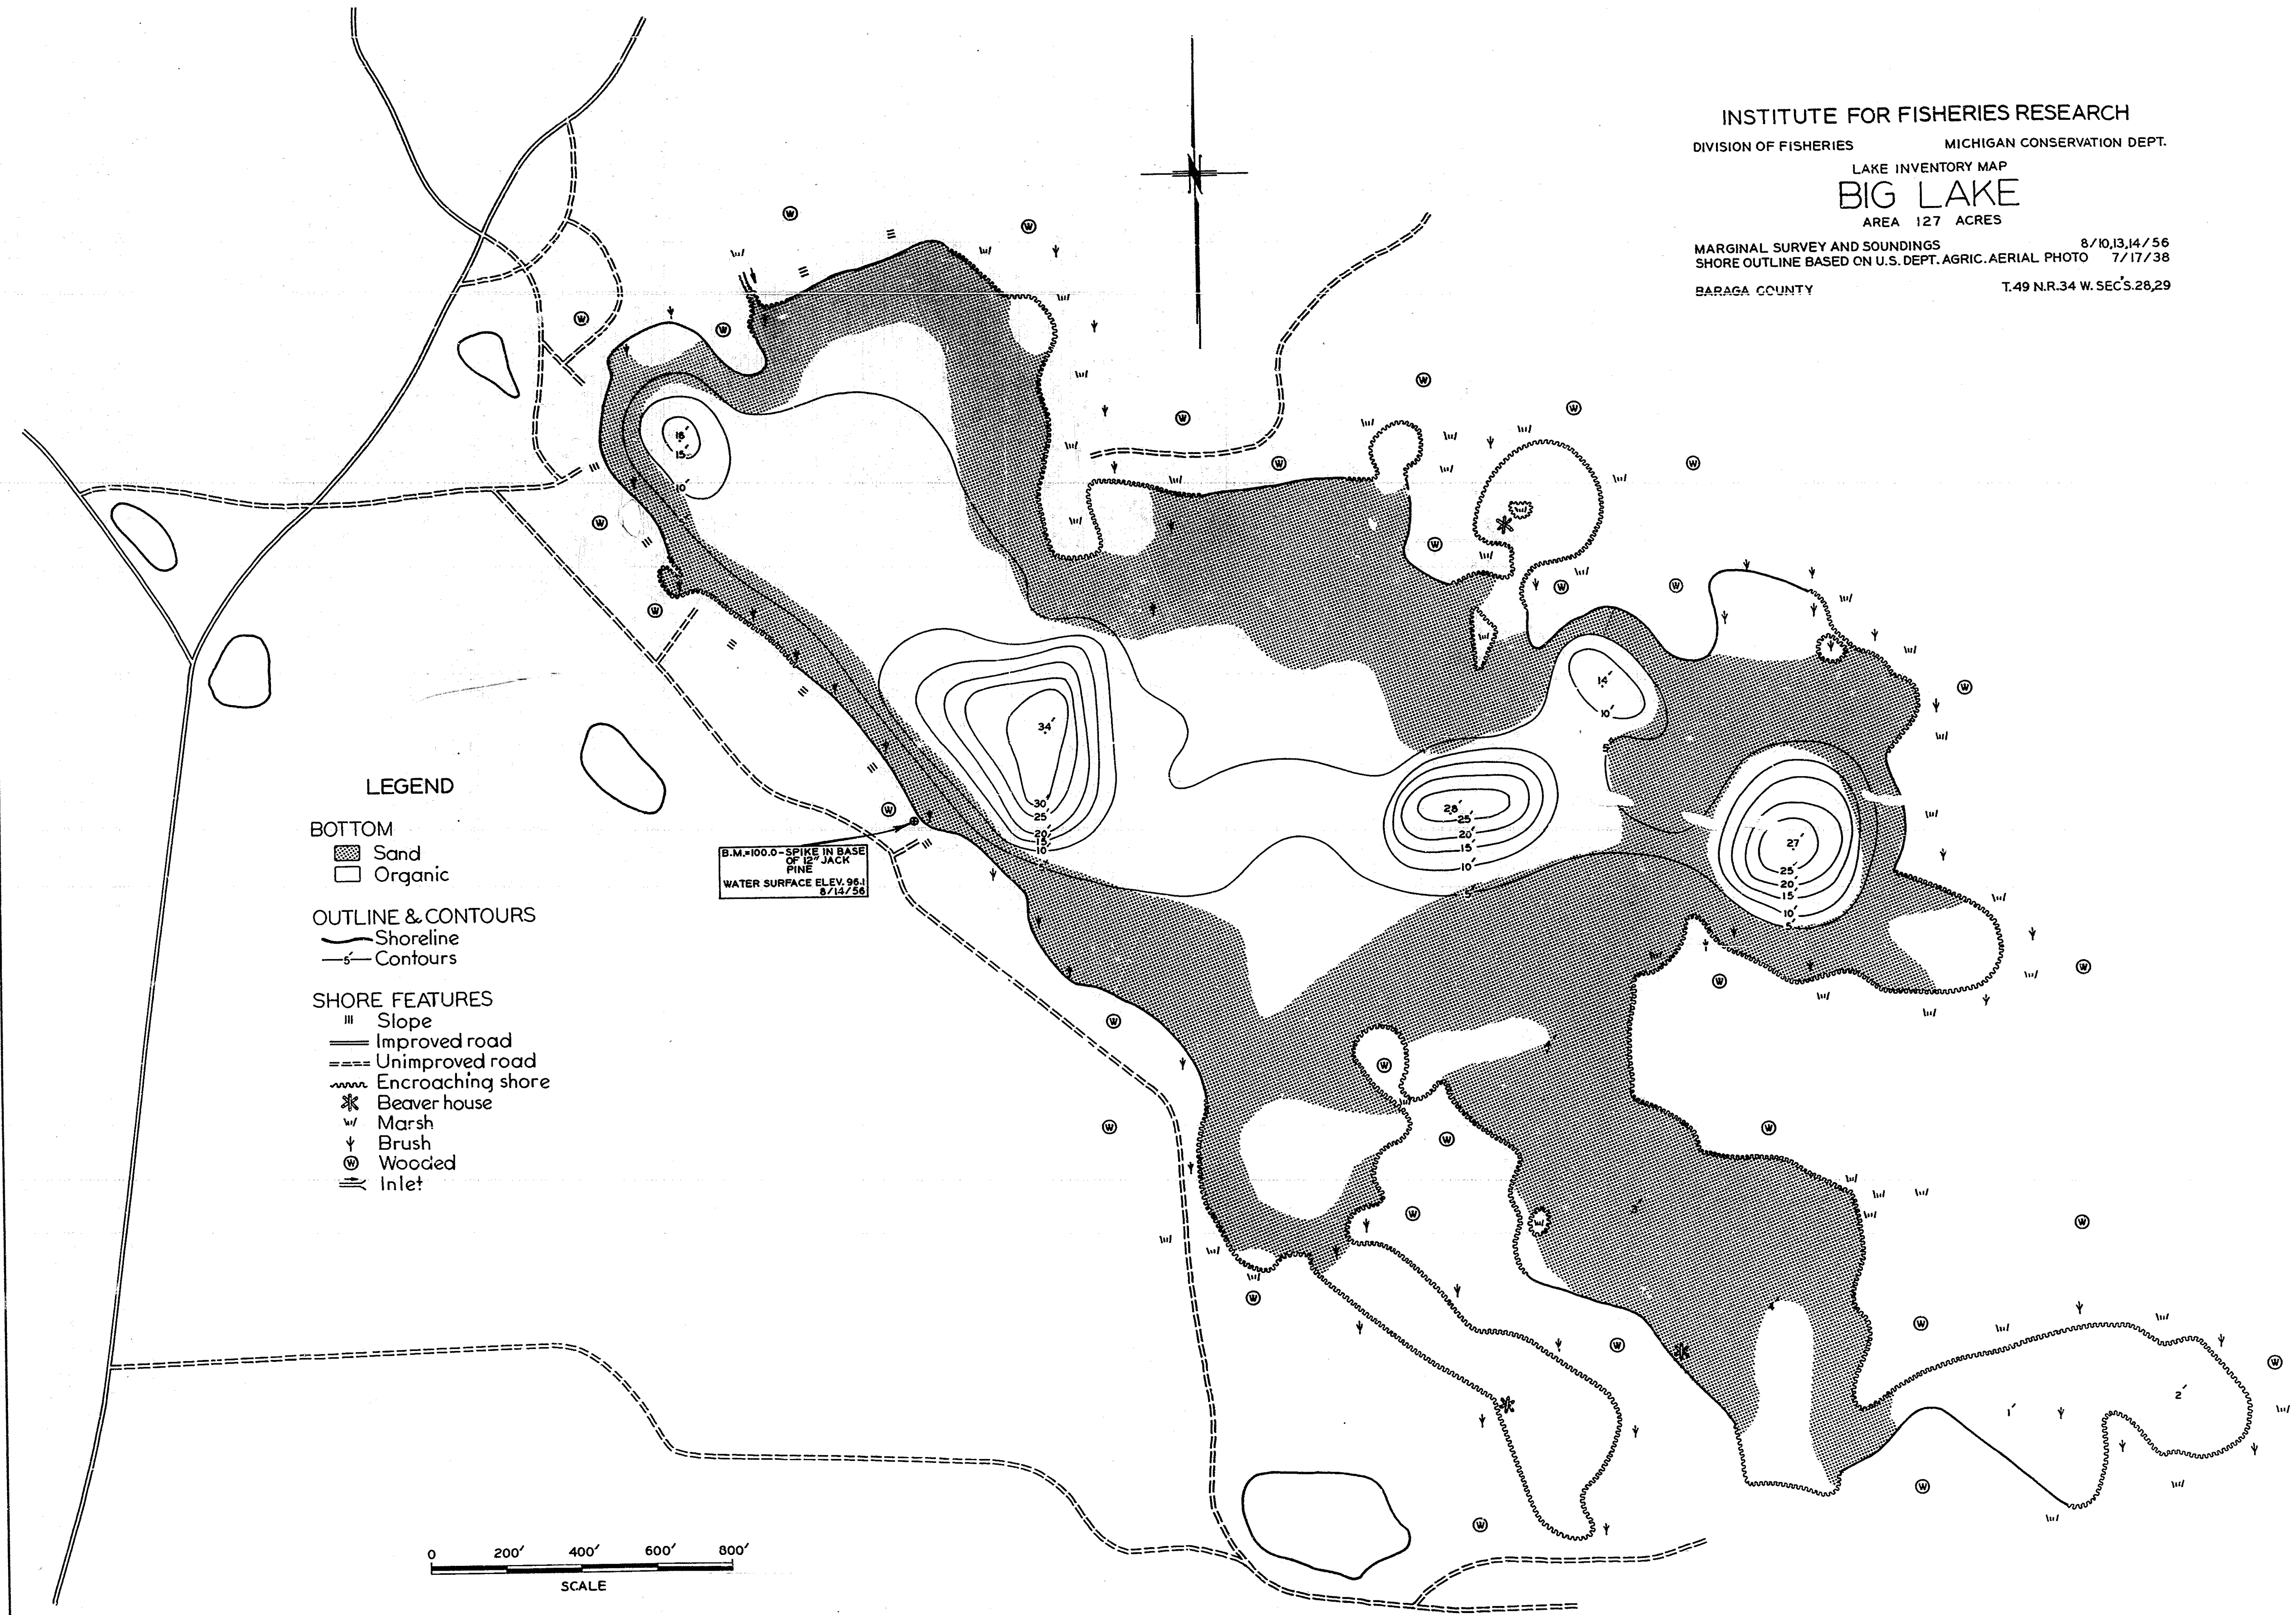 INSTITUTE FOR FISHERIES RESEARCH
DIVISION OF FISHERIES MICHIGAN CONSERVATION DEPT.
LAKE INVENTORY MAP
BIG LAKE
AREA 127 ACRES
MARGINAL SURVEY AND SOUNDINGS 8/10,13,14/56
SHORE OUTLINE BASED ON U.S. DEPT. AGRIC. AERIAL PHOTO 7/17/38
BARAGA COUNTY T.49 N.R.34 W. SEC'S.28,29
N
16'
15'
10'
34'
30'
25'
20'
15'
10'
5'
14'
10'
5'
28'
25'
20'
15'
10'
5'
27'
25'
20'
15'
10'
5'
3'
4'
1'
2'
B.M.=100.0-SPIKE IN BASE
OF 12" JACK
PINE
WATER SURFACE ELEV. 96.1
8/14/56
LEGEND
BOTTOM
Sand
Organic
OUTLINE & CONTOURS
Shoreline
5' Contours
SHORE FEATURES
Slope
Improved road
Unimproved road
Encroaching shore
Beaver house
Marsh
Brush
W Wooded
Inlet
0 200' 400' 600' 800'
SCALE